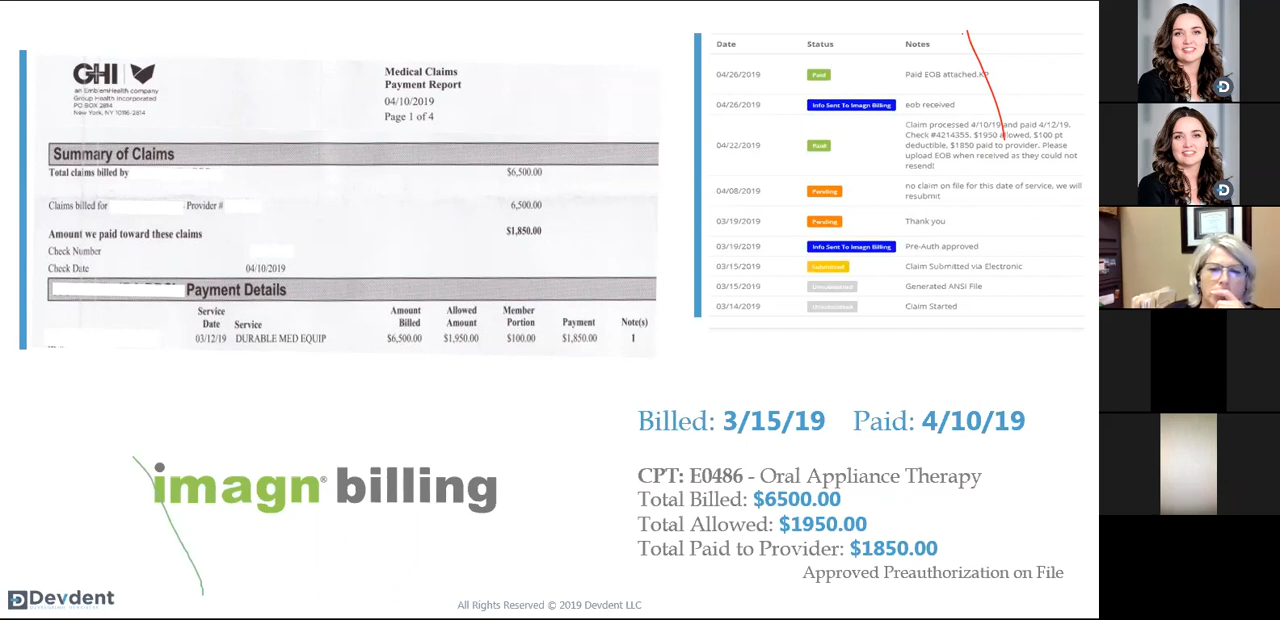 GHI
an EmblemHealth company
Group Health Incorporated
PO BOX 2814
New York, NY 10116-2814
Medical Claims
Payment Report
04/10/2019
Page 1 of 4
Summary of Claims
Total claims billed by $6,500.00
Claims billed for Provider # 6,500.00
Amount we paid toward these claims $1,850.00
Check Number
Check Date 04/10/2019
Payment Details
Service Date Service Amount Billed Allowed Amount Member Portion Payment Note(s)
03/12/19 DURABLE MED EQUIP $6,500.00 $1,950.00 $100.00 $1,850.00 1
Date Status Notes
04/26/2019 Paid Paid EOB attached.KP
04/26/2019 Info Sent To Imagn Billing eob received
04/22/2019 Paid Claim processed 4/10/19 and paid 4/12/19.
Check #4214355. $1950 allowed, $100 pt
deductible, $1850 paid to provider. Please
upload EOB when received as they could not
resend!
04/08/2019 Pending no claim on file for this date of service, we will
resubmit
03/19/2019 Pending Thank you
03/19/2019 Info Sent To Imagn Billing Pre-Auth approved
03/15/2019 Submitted Claim Submitted via Electronic
03/15/2019 Unsubmitted Generated ANSI File
03/14/2019 Unsubmitted Claim Started
imagn® billing
Billed: 3/15/19 Paid: 4/10/19
CPT: E0486 - Oral Appliance Therapy
Total Billed: $6500.00
Total Allowed: $1950.00
Total Paid to Provider: $1850.00
Approved Preauthorization on File
Devdent
All Rights Reserved © 2019 Devdent LLC